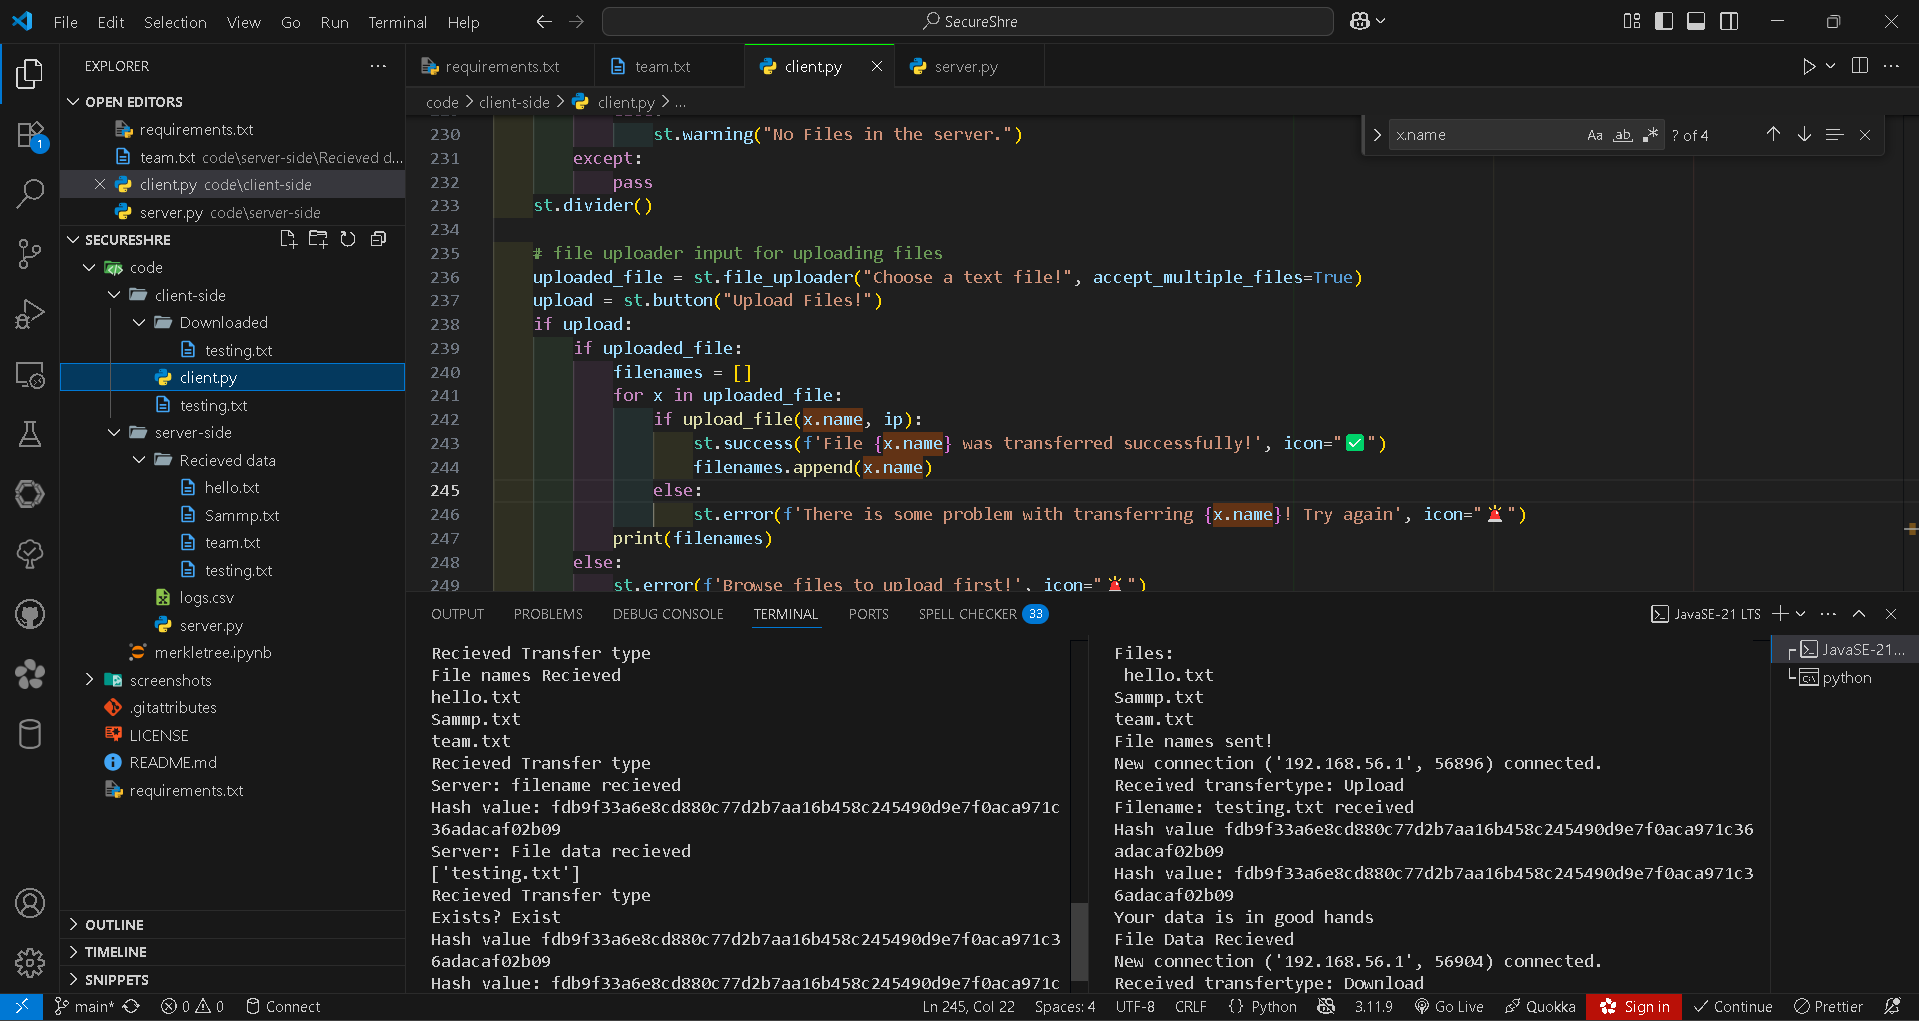 File Edit Selection View Go Run Terminal Help
SecureShre
EXPLORER
OPEN EDITORS
requirements.txt
team.txt code\server-side\Recieved d...
client.py code\client-side
server.py code\server-side
SECURESHRE
code
client-side
Downloaded
testing.txt
client.py
testing.txt
server-side
Recieved data
hello.txt
Sammp.txt
team.txt
testing.txt
logs.csv
server.py
merkletree.ipynb
screenshots
.gitattributes
LICENSE
README.md
requirements.txt
OUTLINE
TIMELINE
SNIPPETS
1
requirements.txt team.txt client.py server.py
code > client-side > client.py > ...
x.name Aa ab ? of 4
230 st.warning("No Files in the server.")
231 except:
232 pass
233 st.divider()
234
235 # file uploader input for uploading files
236 uploaded_file = st.file_uploader("Choose a text file!", accept_multiple_files=True)
237 upload = st.button("Upload Files!")
238 if upload:
239 if uploaded_file:
240 filenames = []
241 for x in uploaded_file:
242 if upload_file(x.name, ip):
243 st.success(f'File {x.name} was transferred successfully!', icon="✅")
244 filenames.append(x.name)
245 else:
246 st.error(f'There is some problem with transferring {x.name}! Try again', icon="🚨")
247 print(filenames)
248 else:
249 st.error(f'Browse files to upload first!', icon="🚨")
OUTPUT PROBLEMS DEBUG CONSOLE TERMINAL PORTS SPELL CHECKER 33
JavaSE-21 LTS
Recieved Transfer type
File names Recieved
hello.txt
Sammp.txt
team.txt
Recieved Transfer type
Server: filename recieved
Hash value: fdb9f33a6e8cd880c77d2b7aa16b458c245490d9e7f0aca971c
36adacaf02b09
Server: File data recieved
['testing.txt']
Recieved Transfer type
Exists? Exist
Hash value fdb9f33a6e8cd880c77d2b7aa16b458c245490d9e7f0aca971c3
6adacaf02b09
Hash value: fdb9f33a6e8cd880c77d2b7aa16b458c245490d9e7f0aca971c
Files:
hello.txt
Sammp.txt
team.txt
File names sent!
New connection ('192.168.56.1', 56896) connected.
Received transfertype: Upload
Filename: testing.txt received
Hash value fdb9f33a6e8cd880c77d2b7aa16b458c245490d9e7f0aca971c36
adacaf02b09
Hash value: fdb9f33a6e8cd880c77d2b7aa16b458c245490d9e7f0aca971c3
6adacaf02b09
Your data is in good hands
File Data Recieved
New connection ('192.168.56.1', 56904) connected.
Received transfertype: Download
JavaSE-21...
python
main* 0 0 Connect
Ln 245, Col 22 Spaces: 4 UTF-8 CRLF {} Python 3.11.9 Go Live Quokka Sign in Continue Prettier